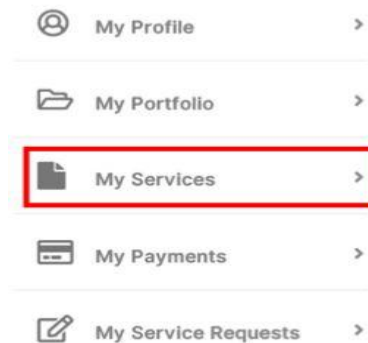 My Profile
My Portfolio
My Services
My Payments
My Service Requests